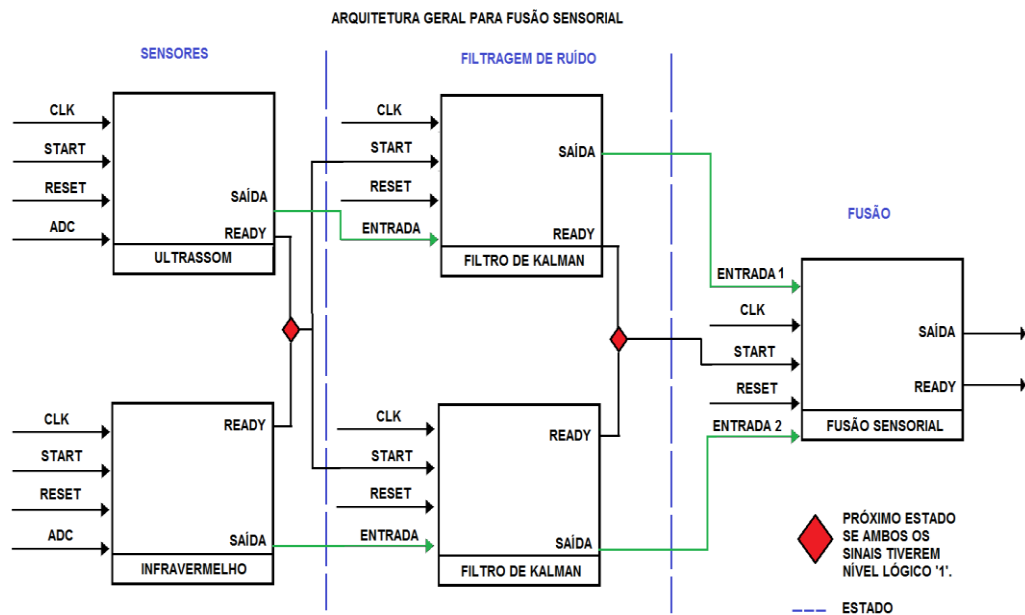 ARQUITETURA GERAL PARA FUSÃO SENSORIAL
SENSORES
FILTRAGEM DE RUÍDO
FUSÃO
CLK
START
RESET
ADC
SAÍDA
READY
ULTRASSOM
CLK
START
RESET
ADC
READY
SAÍDA
INFRAVERMELHO
CLK
START
RESET
ENTRADA
SAÍDA
READY
FILTRO DE KALMAN
CLK
START
RESET
ENTRADA
READY
SAÍDA
FILTRO DE KALMAN
ENTRADA 1
CLK
START
RESET
ENTRADA 2
SAÍDA
READY
FUSÃO SENSORIAL
PRÓXIMO ESTADO
SE AMBOS OS
SINAIS TIVEREM
NÍVEL LÓGICO '1'.
ESTADO